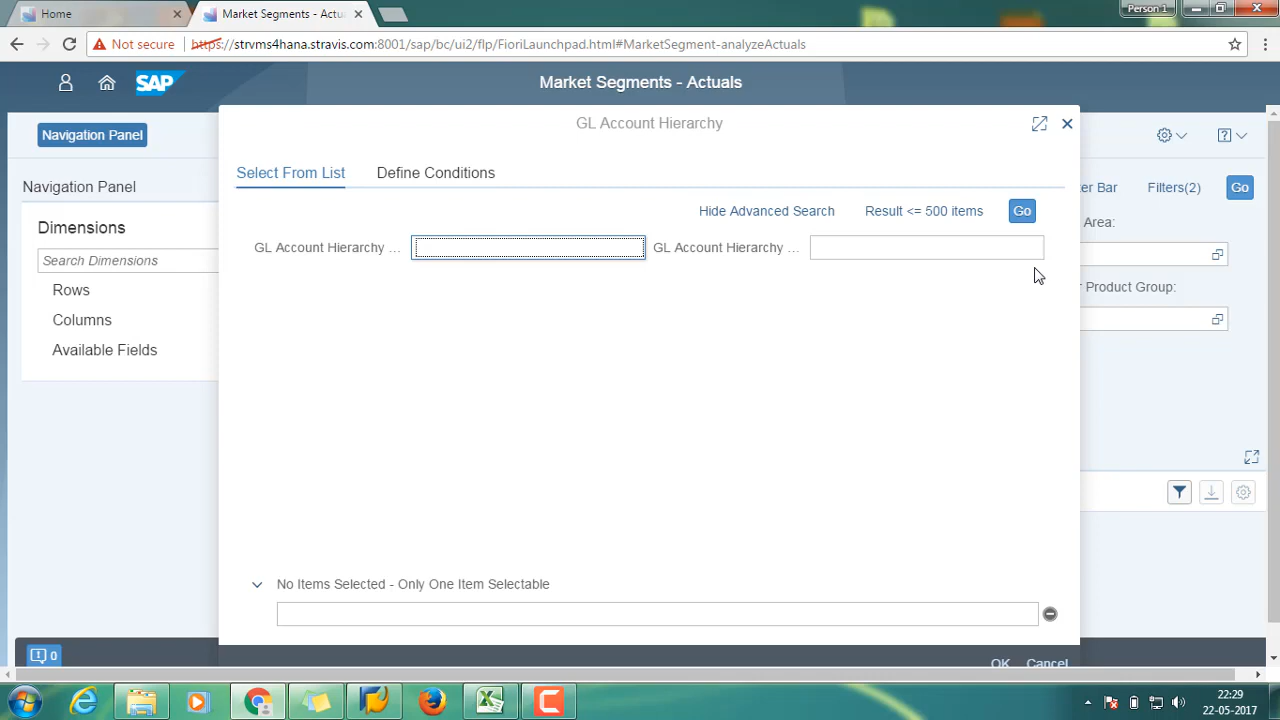 Home
Market Segments - Actu
Person 1
Not secure
https://strvms4hana.stravis.com:8001/sap/bc/ui2/flp/FioriLaunchpad.html#MarketSegment-analyzeActuals
SAP
Market Segments - Actuals
Navigation Panel
GL Account Hierarchy
Navigation Panel
Select From List
Define Conditions
er Bar
Filters(2)
Go
Dimensions
Hide Advanced Search
Result <= 500 items
Go
Area:
Search Dimensions
GL Account Hierarchy ...
GL Account Hierarchy ...
Rows
Product Group:
Columns
Available Fields
No Items Selected - Only One Item Selectable
0
OK
Cancel
22:29
22-05-2017